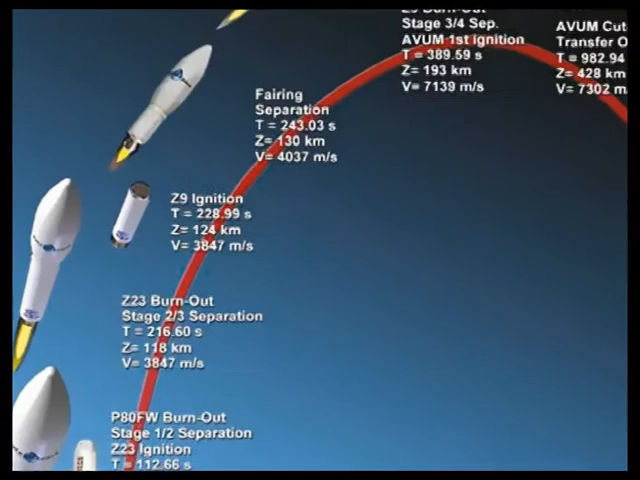 Stage 3/4 Sep.
AVUM 1st ignition
T = 389.59 s
Z= 193 km
V= 7139 m/s
AVUM Cut
Transfer O
T = 982.94
Z= 428 km
V= 7302 m
Fairing
Separation
T = 243.03 s
Z= 130 km
V= 4037 m/s
Z9 Ignition
T = 228.99 s
Z= 124 km
V= 3847 m/s
Z23 Burn-Out
Stage 2/3 Separation
T = 216.60 s
Z= 118 km
V= 3847 m/s
P80FW Burn-Out
Stage 1/2 Separation
Z23 Ignition
T = 112.66 s